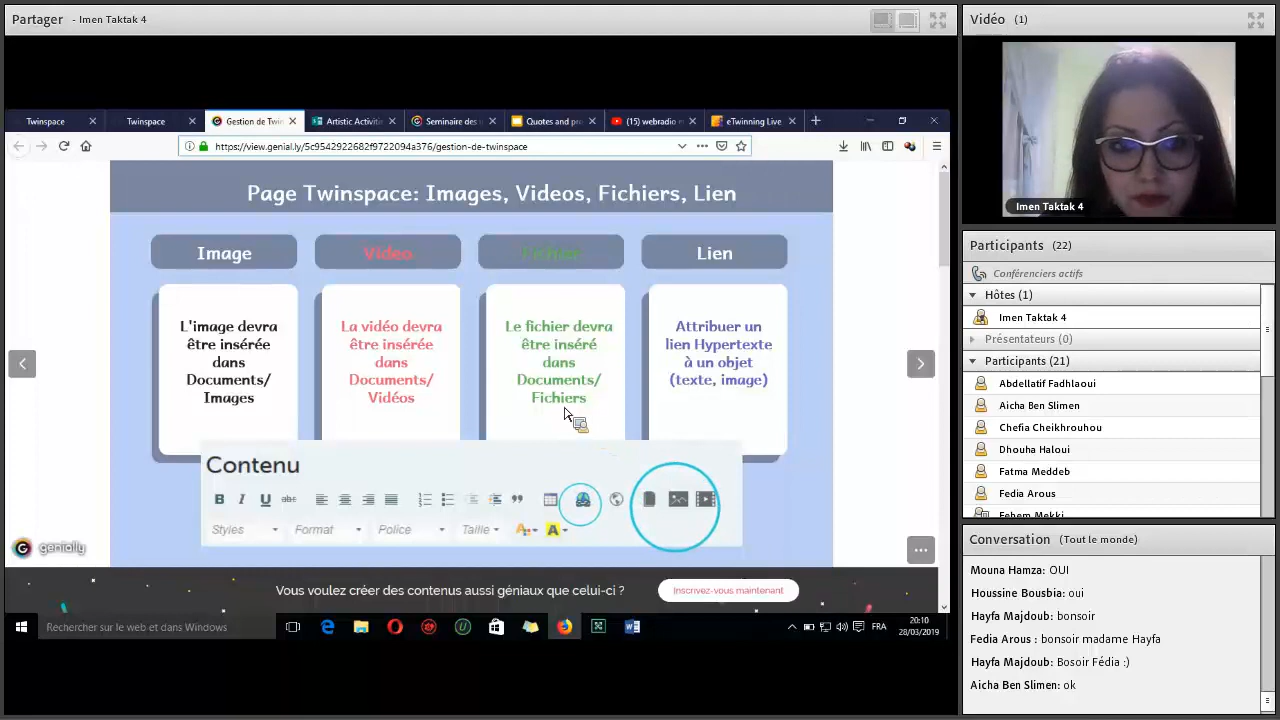 Partager - Imen Taktak 4
Twinspace
Twinspace
Gestion de Twin
Artistic Activitie
Seminaire des
Quotes and pro
(15) webradio m
eTwinning Live
https://view.genial.ly/5c9542922682f9722094a376/gestion-de-twinspace
Page Twinspace: Images, Videos, Fichiers, Lien
Image
Vidéo
Fichier
Lien
L'image devra
être insérée
dans
Documents/
Images
La vidéo devra
être insérée
dans
Documents/
Vidéos
Le fichier devra
être inséré
dans
Documents/
Fichiers
Attribuer un
lien Hypertexte
à un objet
(texte, image)
Contenu
B I U abc
Styles Format Police Taille A A
genially
Vous voulez créer des contenus aussi géniaux que celui-ci ?
Inscrivez-vous maintenant
Rechercher sur le web et dans Windows
FRA
20:10
28/03/2019
Vidéo (1)
Imen Taktak 4
Participants (22)
Conférenciers actifs
Hôtes (1)
Imen Taktak 4
Présentateurs (0)
Participants (21)
Abdellatif Fadhlaoui
Aicha Ben Slimen
Chefia Cheikhrouhou
Dhouha Haloui
Fatma Meddeb
Fedia Arous
Fehem Mekki
Conversation (Tout le monde)
Mouna Hamza: OUI
Houssine Bousbia: oui
Hayfa Majdoub: bonsoir
Fedia Arous : bonsoir madame Hayfa
Hayfa Majdoub: Bosoir Fédia :)
Aicha Ben Slimen: ok